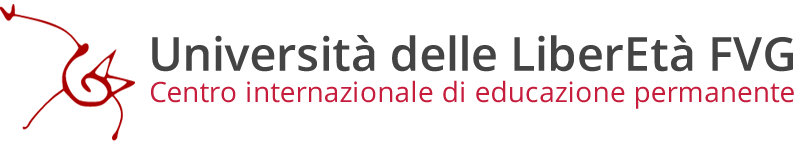 Università delle LiberEtà FVG
Centro internazionale di educazione permanente